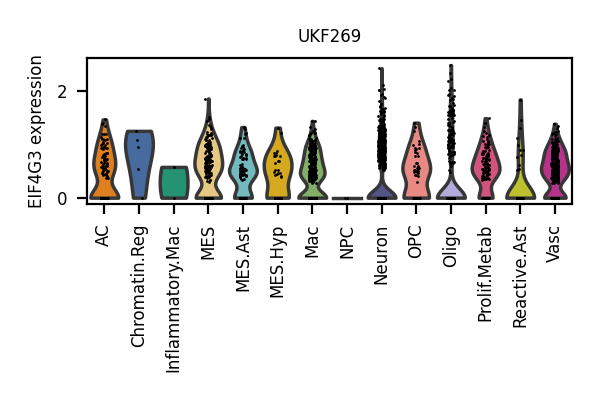 UKF269
EIF4G3 expression
2
0
AC
Chromatin.Reg
Inflammatory.Mac
MES
MES.Ast
MES.Hyp
Mac
NPC
Neuron
OPC
Oligo
Prolif.Metab
Reactive.Ast
Vasc